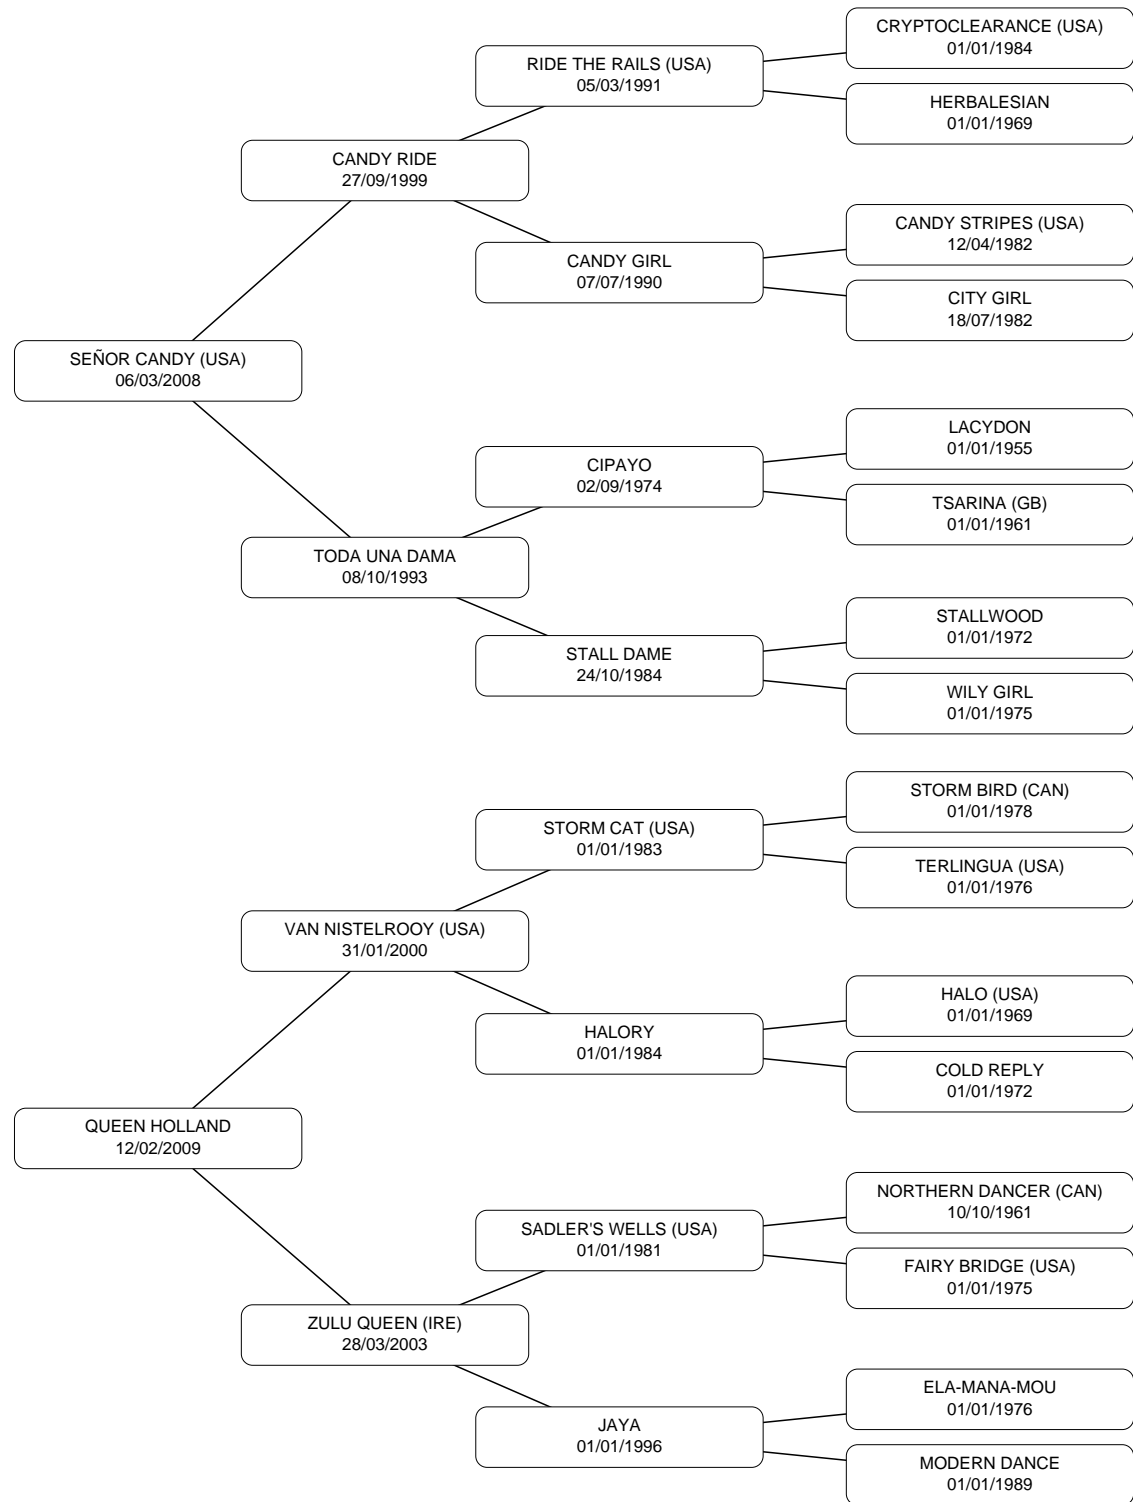 CRYPTOCLEARANCE (USA)
01/01/1984
RIDE THE RAILS (USA)
05/03/1991
HERBALESIAN
01/01/1969
CANDY RIDE
27/09/1999
CANDY STRIPES (USA)
12/04/1982
CANDY GIRL
07/07/1990
CITY GIRL
18/07/1982
SEÑOR CANDY (USA)
06/03/2008
LACYDON
01/01/1955
CIPAYO
02/09/1974
TSARINA (GB)
01/01/1961
TODA UNA DAMA
08/10/1993
STALLWOOD
01/01/1972
STALL DAME
24/10/1984
WILY GIRL
01/01/1975
STORM BIRD (CAN)
01/01/1978
STORM CAT (USA)
01/01/1983
TERLINGUA (USA)
01/01/1976
VAN NISTELROOY (USA)
31/01/2000
HALO (USA)
01/01/1969
HALORY
01/01/1984
COLD REPLY
01/01/1972
QUEEN HOLLAND
12/02/2009
NORTHERN DANCER (CAN)
10/10/1961
SADLER'S WELLS (USA)
01/01/1981
FAIRY BRIDGE (USA)
01/01/1975
ZULU QUEEN (IRE)
28/03/2003
ELA-MANA-MOU
01/01/1976
JAYA
01/01/1996
MODERN DANCE
01/01/1989